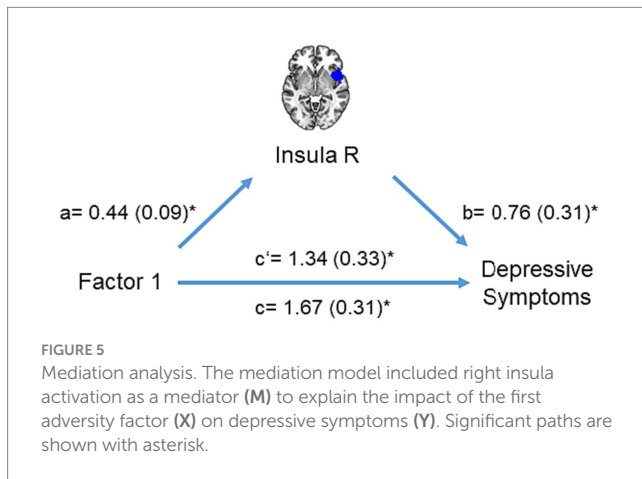 Insula R
a= 0.44 (0.09)*
b= 0.76 (0.31)*
c‘= 1.34 (0.33)*
Factor 1
Depressive
Symptoms
c= 1.67 (0.31)*
FIGURE 5
Mediation analysis. The mediation model included right insula
activation as a mediator (M) to explain the impact of the first
adversity factor (X) on depressive symptoms (Y). Significant paths are
shown with asterisk.